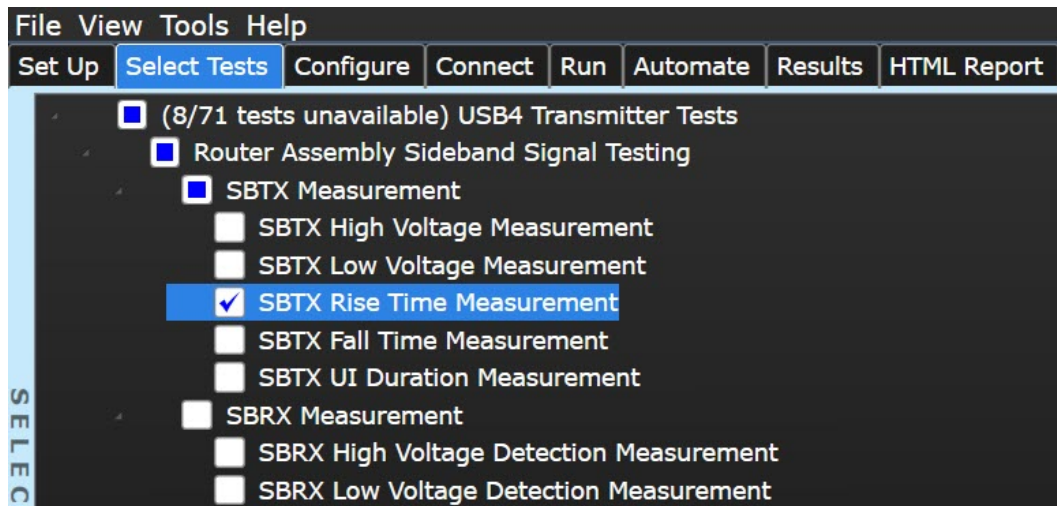 File View Tools Help
Set Up Select Tests Configure Connect Run Automate Results HTML Report
(8/71 tests unavailable) USB4 Transmitter Tests
Router Assembly Sideband Signal Testing
SBTX Measurement
SBTX High Voltage Measurement
SBTX Low Voltage Measurement
SBTX Rise Time Measurement
SBTX Fall Time Measurement
SBTX UI Duration Measurement
SBRX Measurement
SBRX High Voltage Detection Measurement
SBRX Low Voltage Detection Measurement
SELEC